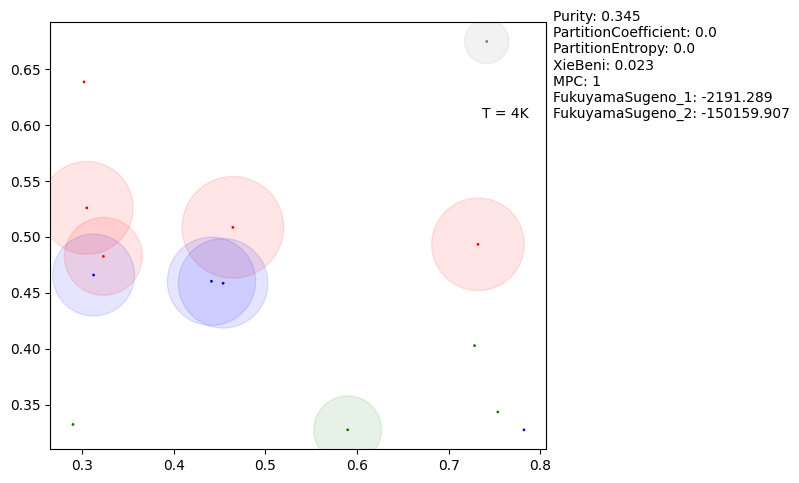 Purity: 0.345
PartitionCoefficient: 0.0
PartitionEntropy: 0.0
XieBeni: 0.023
MPC: 1
FukuyamaSugeno_1: -2191.289
FukuyamaSugeno_2: -150159.907
T = 4K
0.65
0.60
0.55
0.50
0.45
0.40
0.35
0.3 0.4 0.5 0.6 0.7 0.8